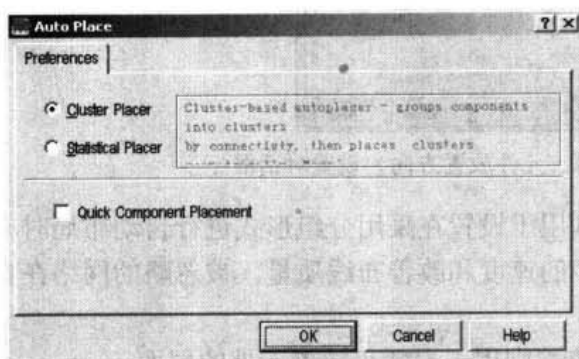 Auto Place
Preferences
Cluster Placer
Statistical Placer
Cluster-based autoplacer - groups components
into clusters
by connectivity, then places clusters
Quick Component Placement
OK Cancel Help